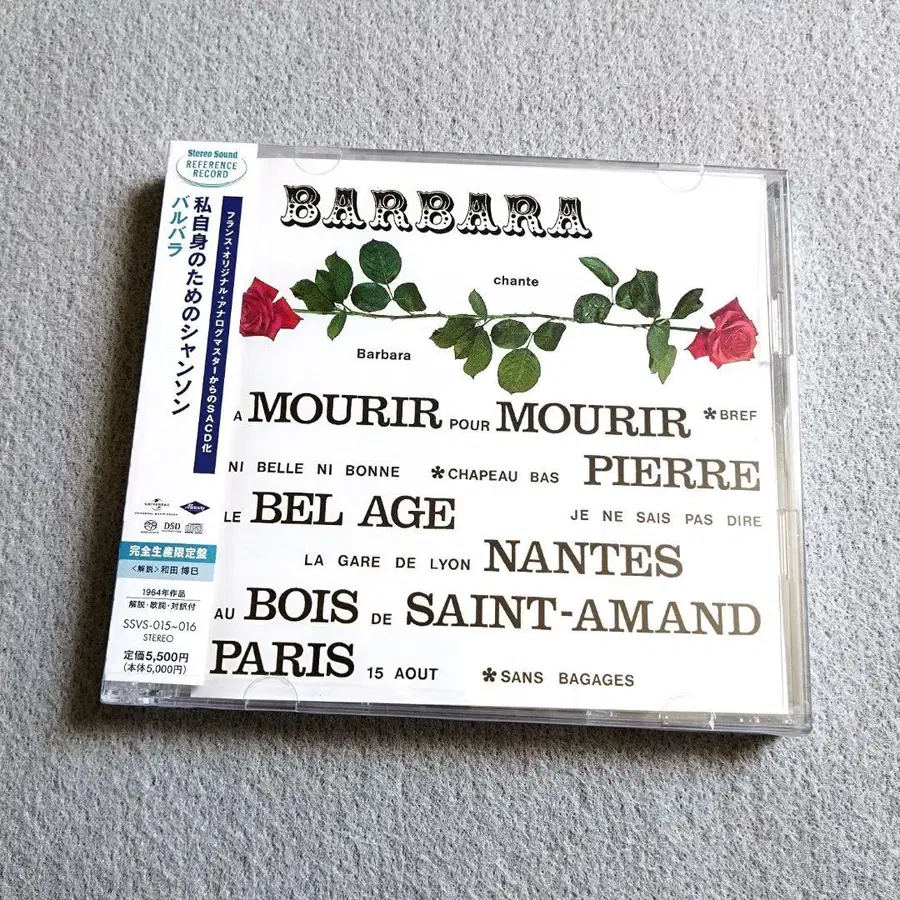 Stereo Sound
REFERENCE
RECORD
私自身のためのシャンソン
バルバラ
フランス・オリジナル・アナログマスターからのSACD化
UNIVERSAL
DSD
完全生産限定盤
<解説>和田 博巳
1964年作品
解説・歌詞・対訳付
SSVS-015~016
STEREO
定価5,500円
(本体5,000円)
BARBARA
chante
Barbara
A MOURIR POUR MOURIR *BREF
NI BELLE NI BONNE *CHAPEAU BAS PIERRE
LE BEL AGE JE NE SAIS PAS DIRE
LA GARE DE LYON NANTES
AU BOIS DE SAINT-AMAND
PARIS 15 AOUT *SANS BAGAGES